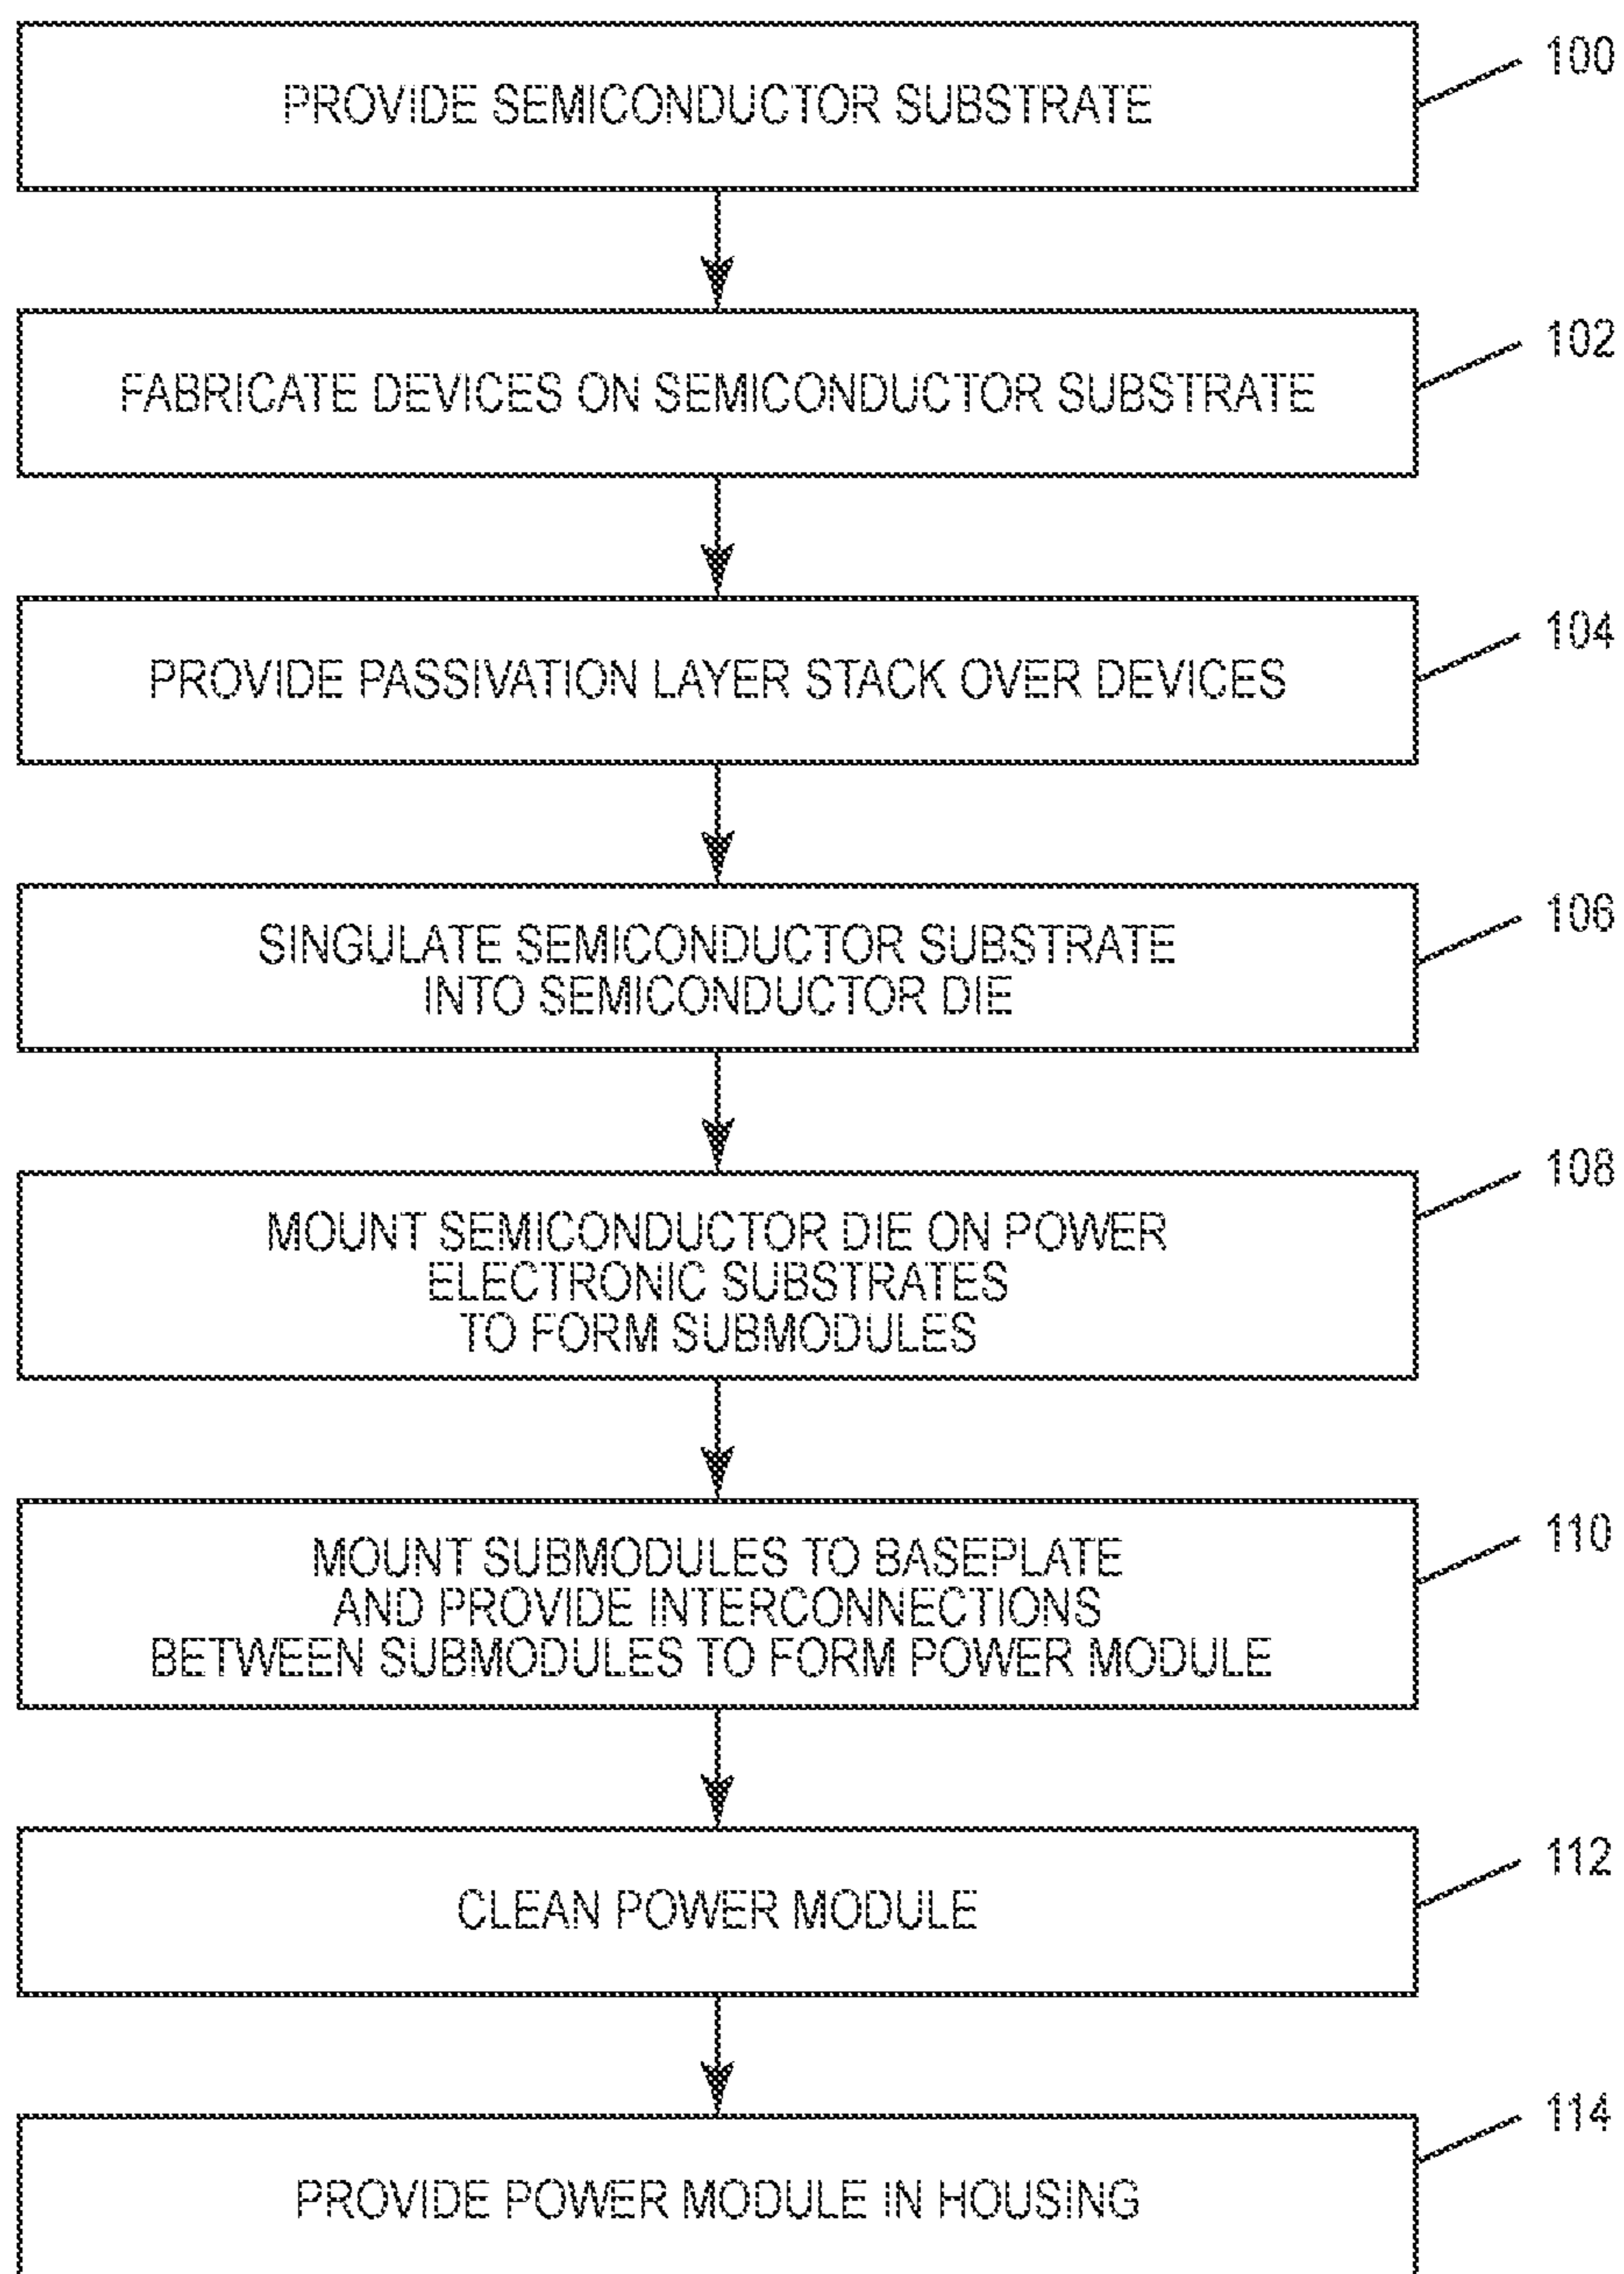 PROVIDE SEMICONDUCTOR SUBSTRATE
100
FABRICATE DEVICES ON SEMICONDUCTOR SUBSTRATE
102
PROVIDE PASSIVATION LAYER STACK OVER DEVICES
104
SINGULATE SEMICONDUCTOR SUBSTRATE
INTO SEMICONDUCTOR DIE
106
MOUNT SEMICONDUCTOR DIE ON POWER
ELECTRONIC SUBSTRATES
TO FORM SUBMODULES
108
MOUNT SUBMODULES TO BASEPLATE
AND PROVIDE INTERCONNECTIONS
BETWEEN SUBMODULES TO FORM POWER MODULE
110
CLEAN POWER MODULE
112
PROVIDE POWER MODULE IN HOUSING
114